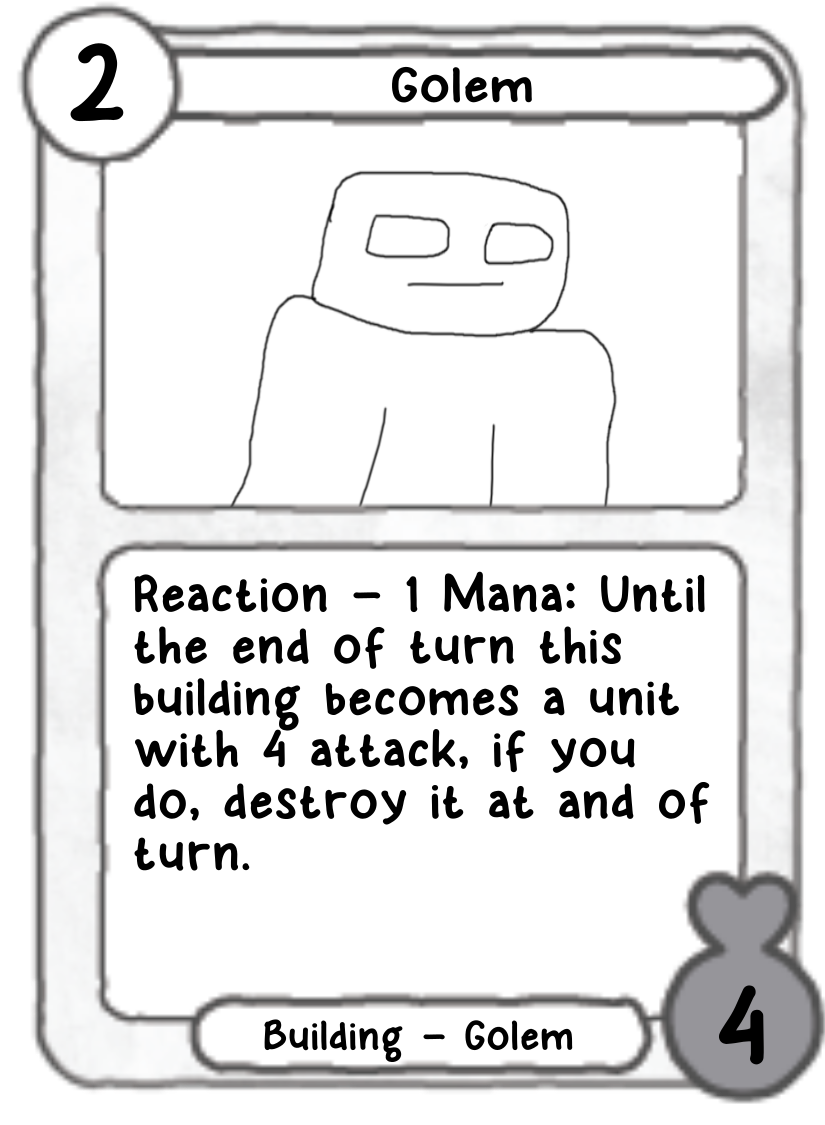 2
Golem
Reaction – 1 Mana: Until
the end of turn this
building becomes a unit
with 4 attack, if you
do, destroy it at and of
turn.
Building – Golem
4